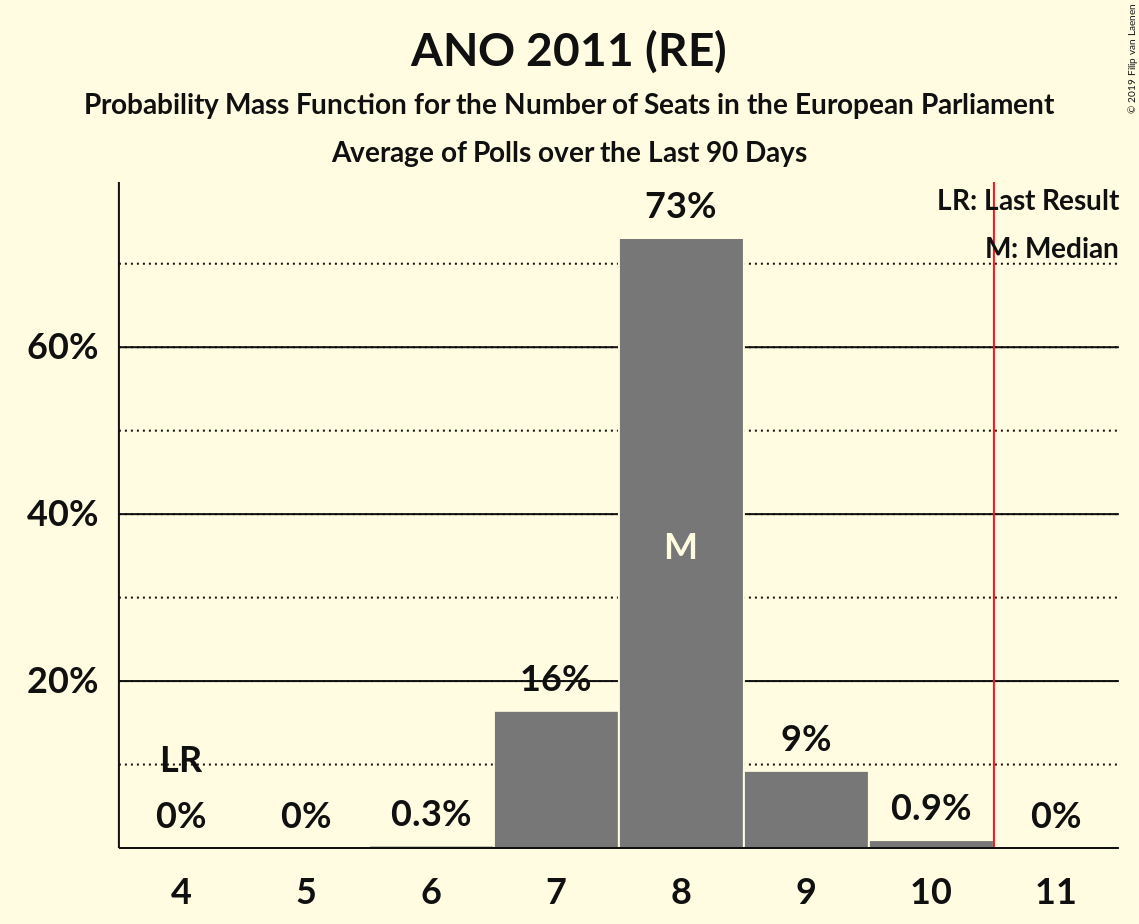 ANO 2011 (RE)
Probability Mass Function for the Number of Seats in the European Parliament
Average of Polls over the Last 90 Days
© 2019 Filip van Laenen
LR: Last Result
M: Median
73%
60%
40%
M
20%
16%
9%
LR
0%
0%
0.3%
0.9%
0%
4 5 6 7 8 9 10 11